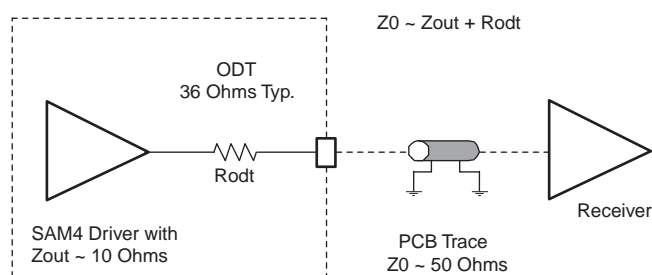 Z0 ~ Zout + Rodt
ODT
36 Ohms Typ.
Rodt
Receiver
SAM4 Driver with
Zout ~ 10 Ohms
PCB Trace
Z0 ~ 50 Ohms